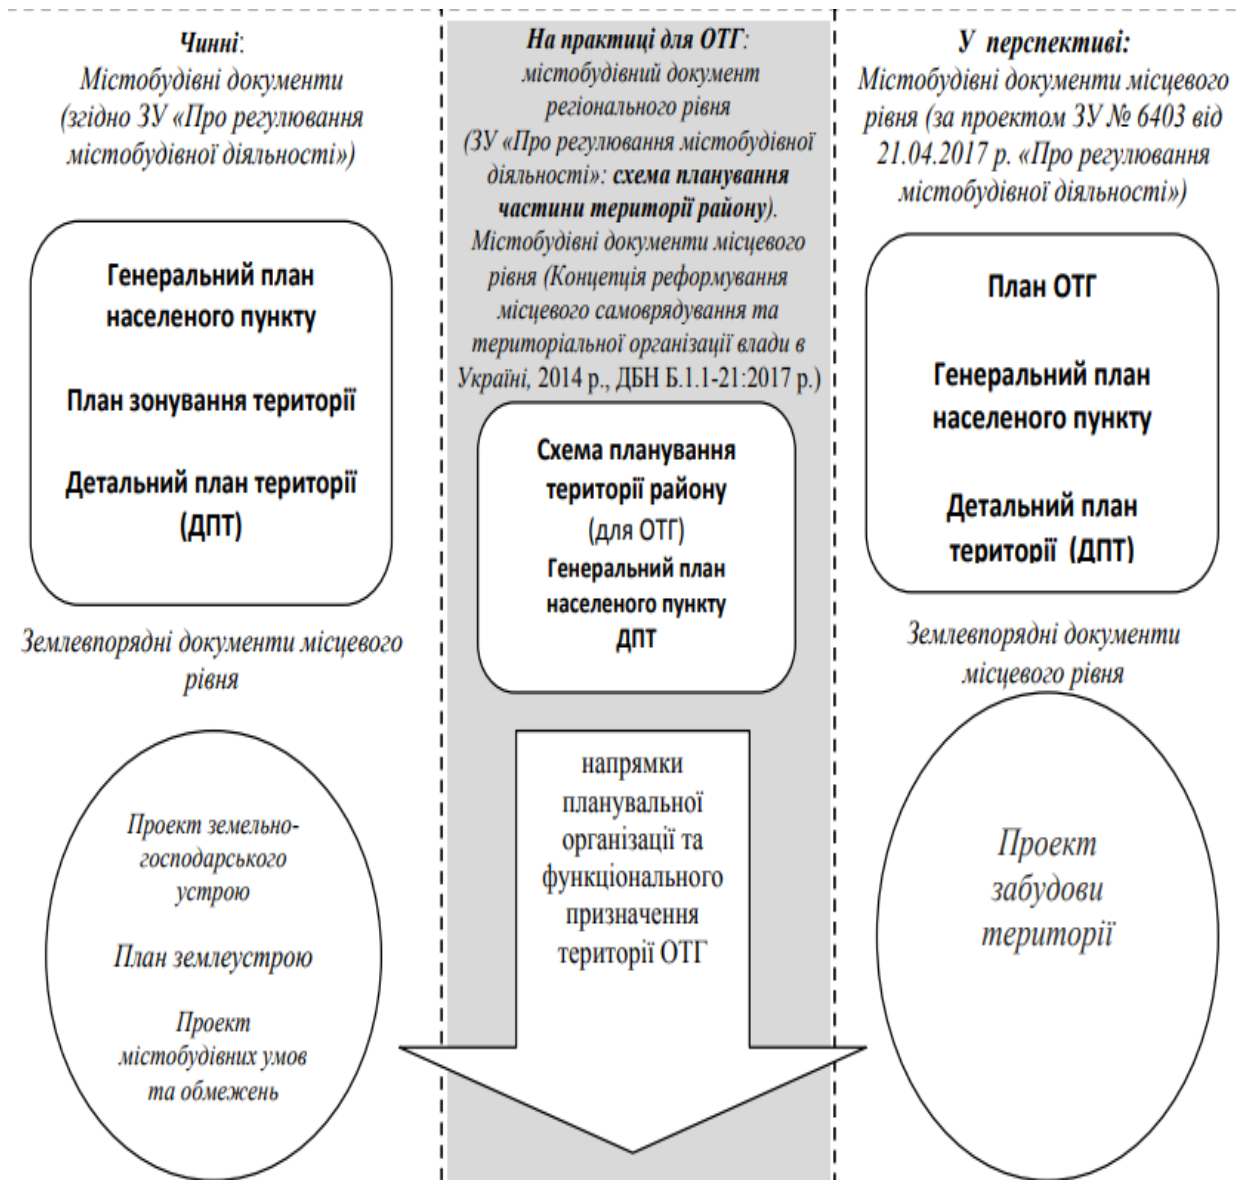 Чинні:
Містобудівні документи
(згідно ЗУ «Про регулювання
містобудівної діяльності»)
Генеральний план
населеного пункту
План зонування території
Детальний план території
(ДПТ)
Землевпорядні документи місцевого
рівня
Проект земельно-
господарського
устрою
План землеустрою
Проект
містобудівних умов
та обмежень
На практиці для ОТГ:
містобудівний документ
регіонального рівня
(ЗУ «Про регулювання містобудівної
діяльності»: схема планування
частини території району).
Містобудівні документи місцевого
рівня (Концепція реформування
місцевого самоврядування та
територіальної організації влади в
Україні, 2014 р., ДБН Б.1.1-21:2017 р.)
Схема планування
території району
(для ОТГ)
Генеральний план
населеного пункту
ДПТ
напрямки
планувальної
організації та
функціонального
призначення
території ОТГ
У перспективі:
Містобудівні документи місцевого
рівня (за проектом ЗУ № 6403 від
21.04.2017 р. «Про регулювання
містобудівної діяльності»)
План ОТГ
Генеральний план
населеного пункту
Детальний план
території (ДПТ)
Землевпорядні документи
місцевого рівня
Проект
забудови
території